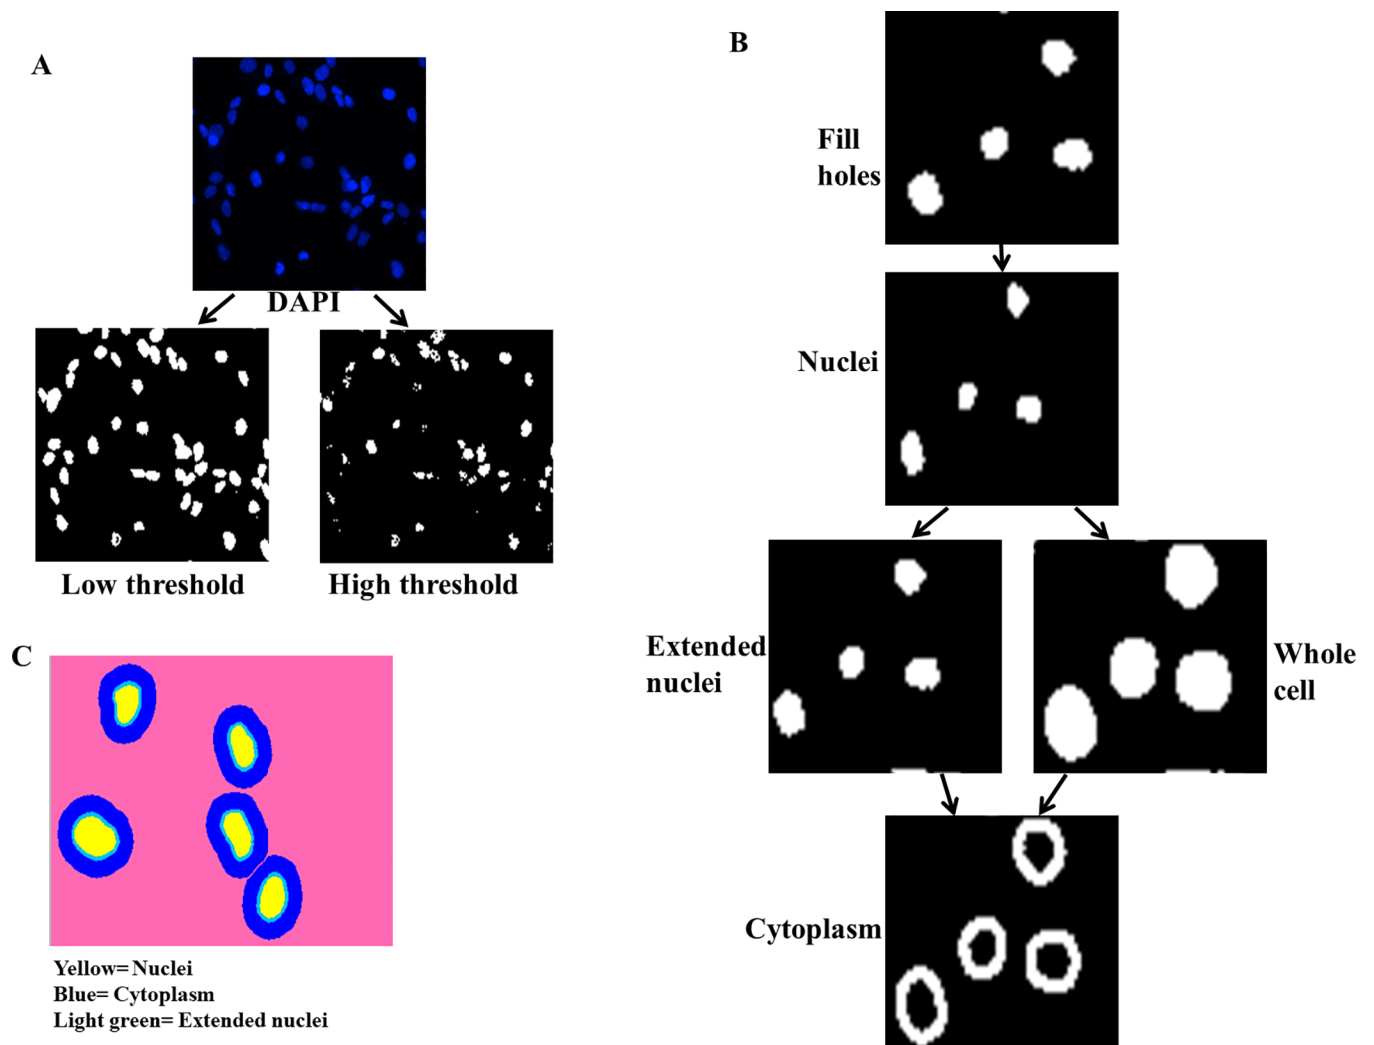 A
DAPI
Low threshold
High threshold
B
Fill
holes
Nuclei
Extended
nuclei
Whole
cell
Cytoplasm
C
Yellow= Nuclei
Blue= Cytoplasm
Light green= Extended nuclei